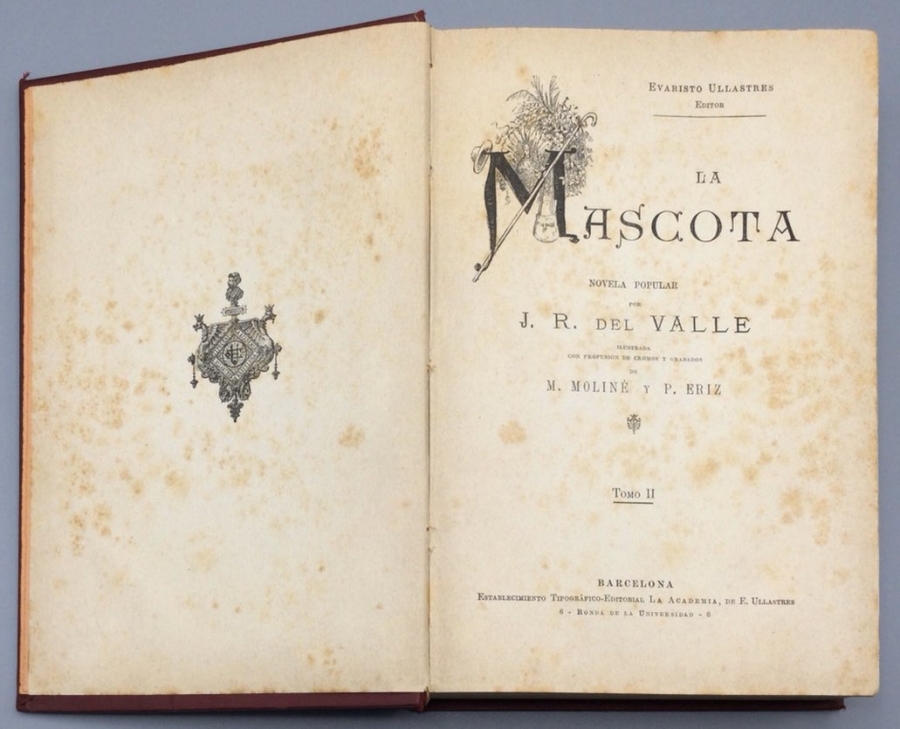 Evaristo Ullastres
Editor
LA
MASCOTA
NOVELA POPULAR
POR
J. R. DEL VALLE
ILUSTRADA
CON PROFUSION DE CROMOS Y GRABADOS
DE
M. MOLINÉ Y P. ERIZ
Tomo II
BARCELONA
Establecimiento Tipográfico-Editorial La Academia, de E. Ullastres
6 - Ronda de la Universidad - 6